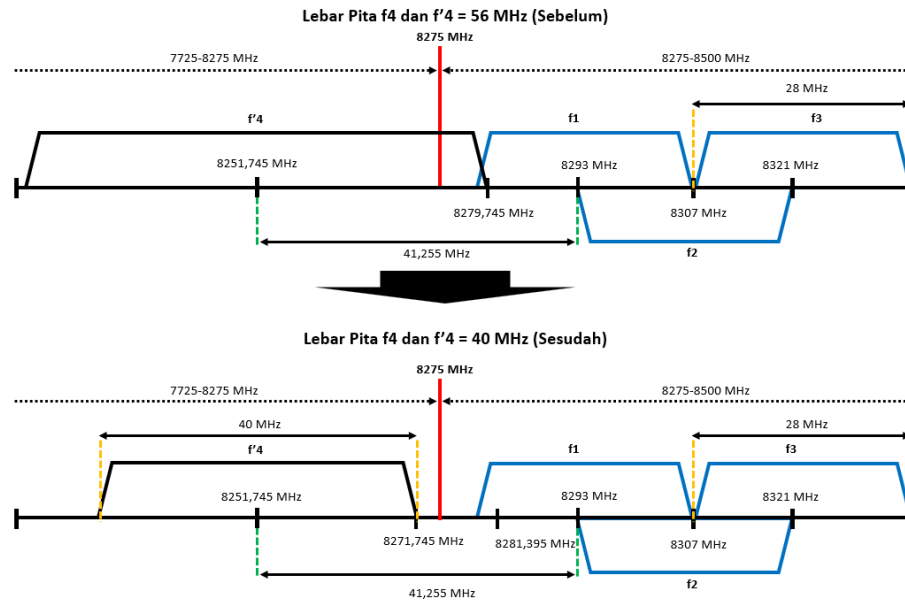 Lebar Pita f4 dan f'4 = 56 MHz (Sebelum)
8275 MHz
7725-8275 MHz
8275-8500 MHz
28 MHz
f'4
f1
f3
8251,745 MHz
8293 MHz
8321 MHz
8279,745 MHz
8307 MHz
41,255 MHz
f2
Lebar Pita f4 dan f'4 = 40 MHz (Sesudah)
8275 MHz
7725-8275 MHz
8275-8500 MHz
40 MHz
28 MHz
f'4
f1
f3
8251,745 MHz
8293 MHz
8321 MHz
8271,745 MHz
8281,395 MHz
8307 MHz
f2
41,255 MHz